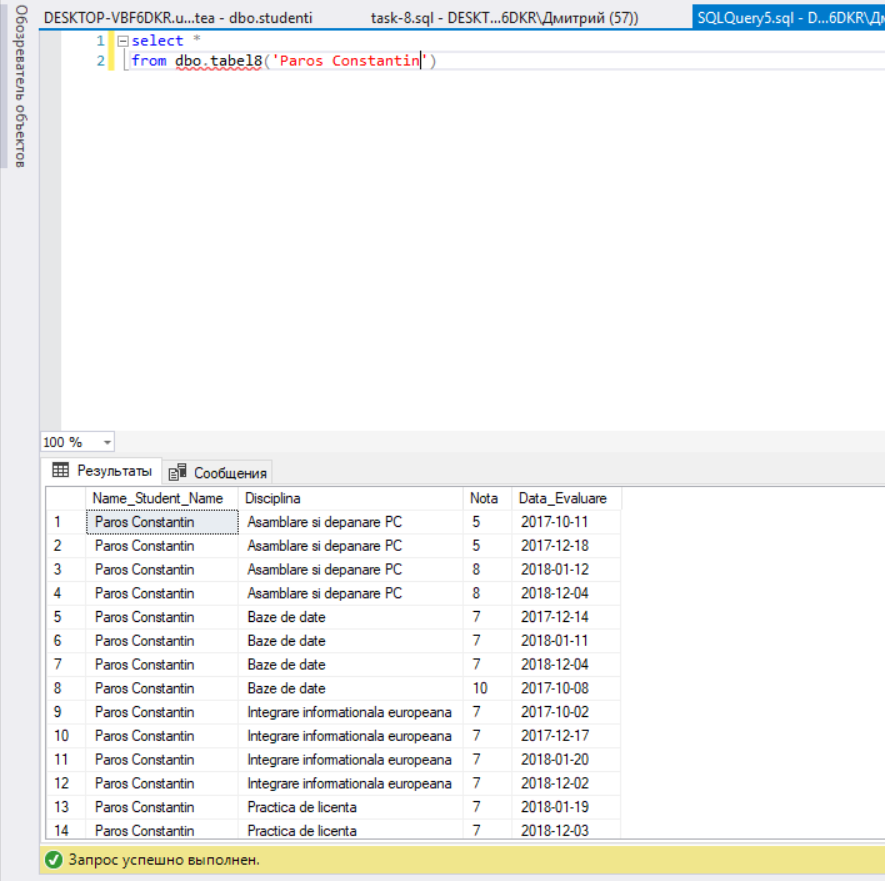 Обозреватель объектов
DESKTOP-VBF6DKR.u...tea - dbo.studenti task-8.sql - DESKT...6DKR\Дмитрий (57)) SQLQuery5.sql - D...6DKR\Дм
1 select *
2 from dbo.tabel8('Paros Constantin')
100 %
Результаты Сообщения
Name_Student_Name Disciplina Nota Data_Evaluare
1 Paros Constantin Asamblare si depanare PC 5 2017-10-11
2 Paros Constantin Asamblare si depanare PC 5 2017-12-18
3 Paros Constantin Asamblare si depanare PC 8 2018-01-12
4 Paros Constantin Asamblare si depanare PC 8 2018-12-04
5 Paros Constantin Baze de date 7 2017-12-14
6 Paros Constantin Baze de date 7 2018-01-11
7 Paros Constantin Baze de date 7 2018-12-04
8 Paros Constantin Baze de date 10 2017-10-08
9 Paros Constantin Integrare informationala europeana 7 2017-10-02
10 Paros Constantin Integrare informationala europeana 7 2017-12-17
11 Paros Constantin Integrare informationala europeana 7 2018-01-20
12 Paros Constantin Integrare informationala europeana 7 2018-12-02
13 Paros Constantin Practica de licenta 7 2018-01-19
14 Paros Constantin Practica de licenta 7 2018-12-03
Запрос успешно выполнен.